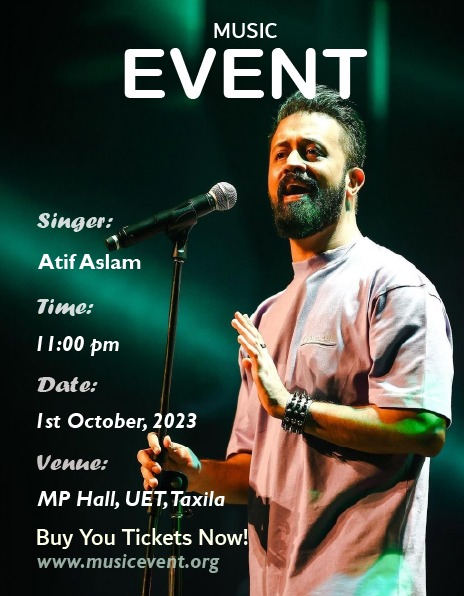 MUSIC
EVENT
Singer:
Atif Aslam
Time:
11:00 pm
Date:
1st October, 2023
Venue:
MP Hall, UET,Taxila
Buy You Tickets Now!
www.musicevent.org